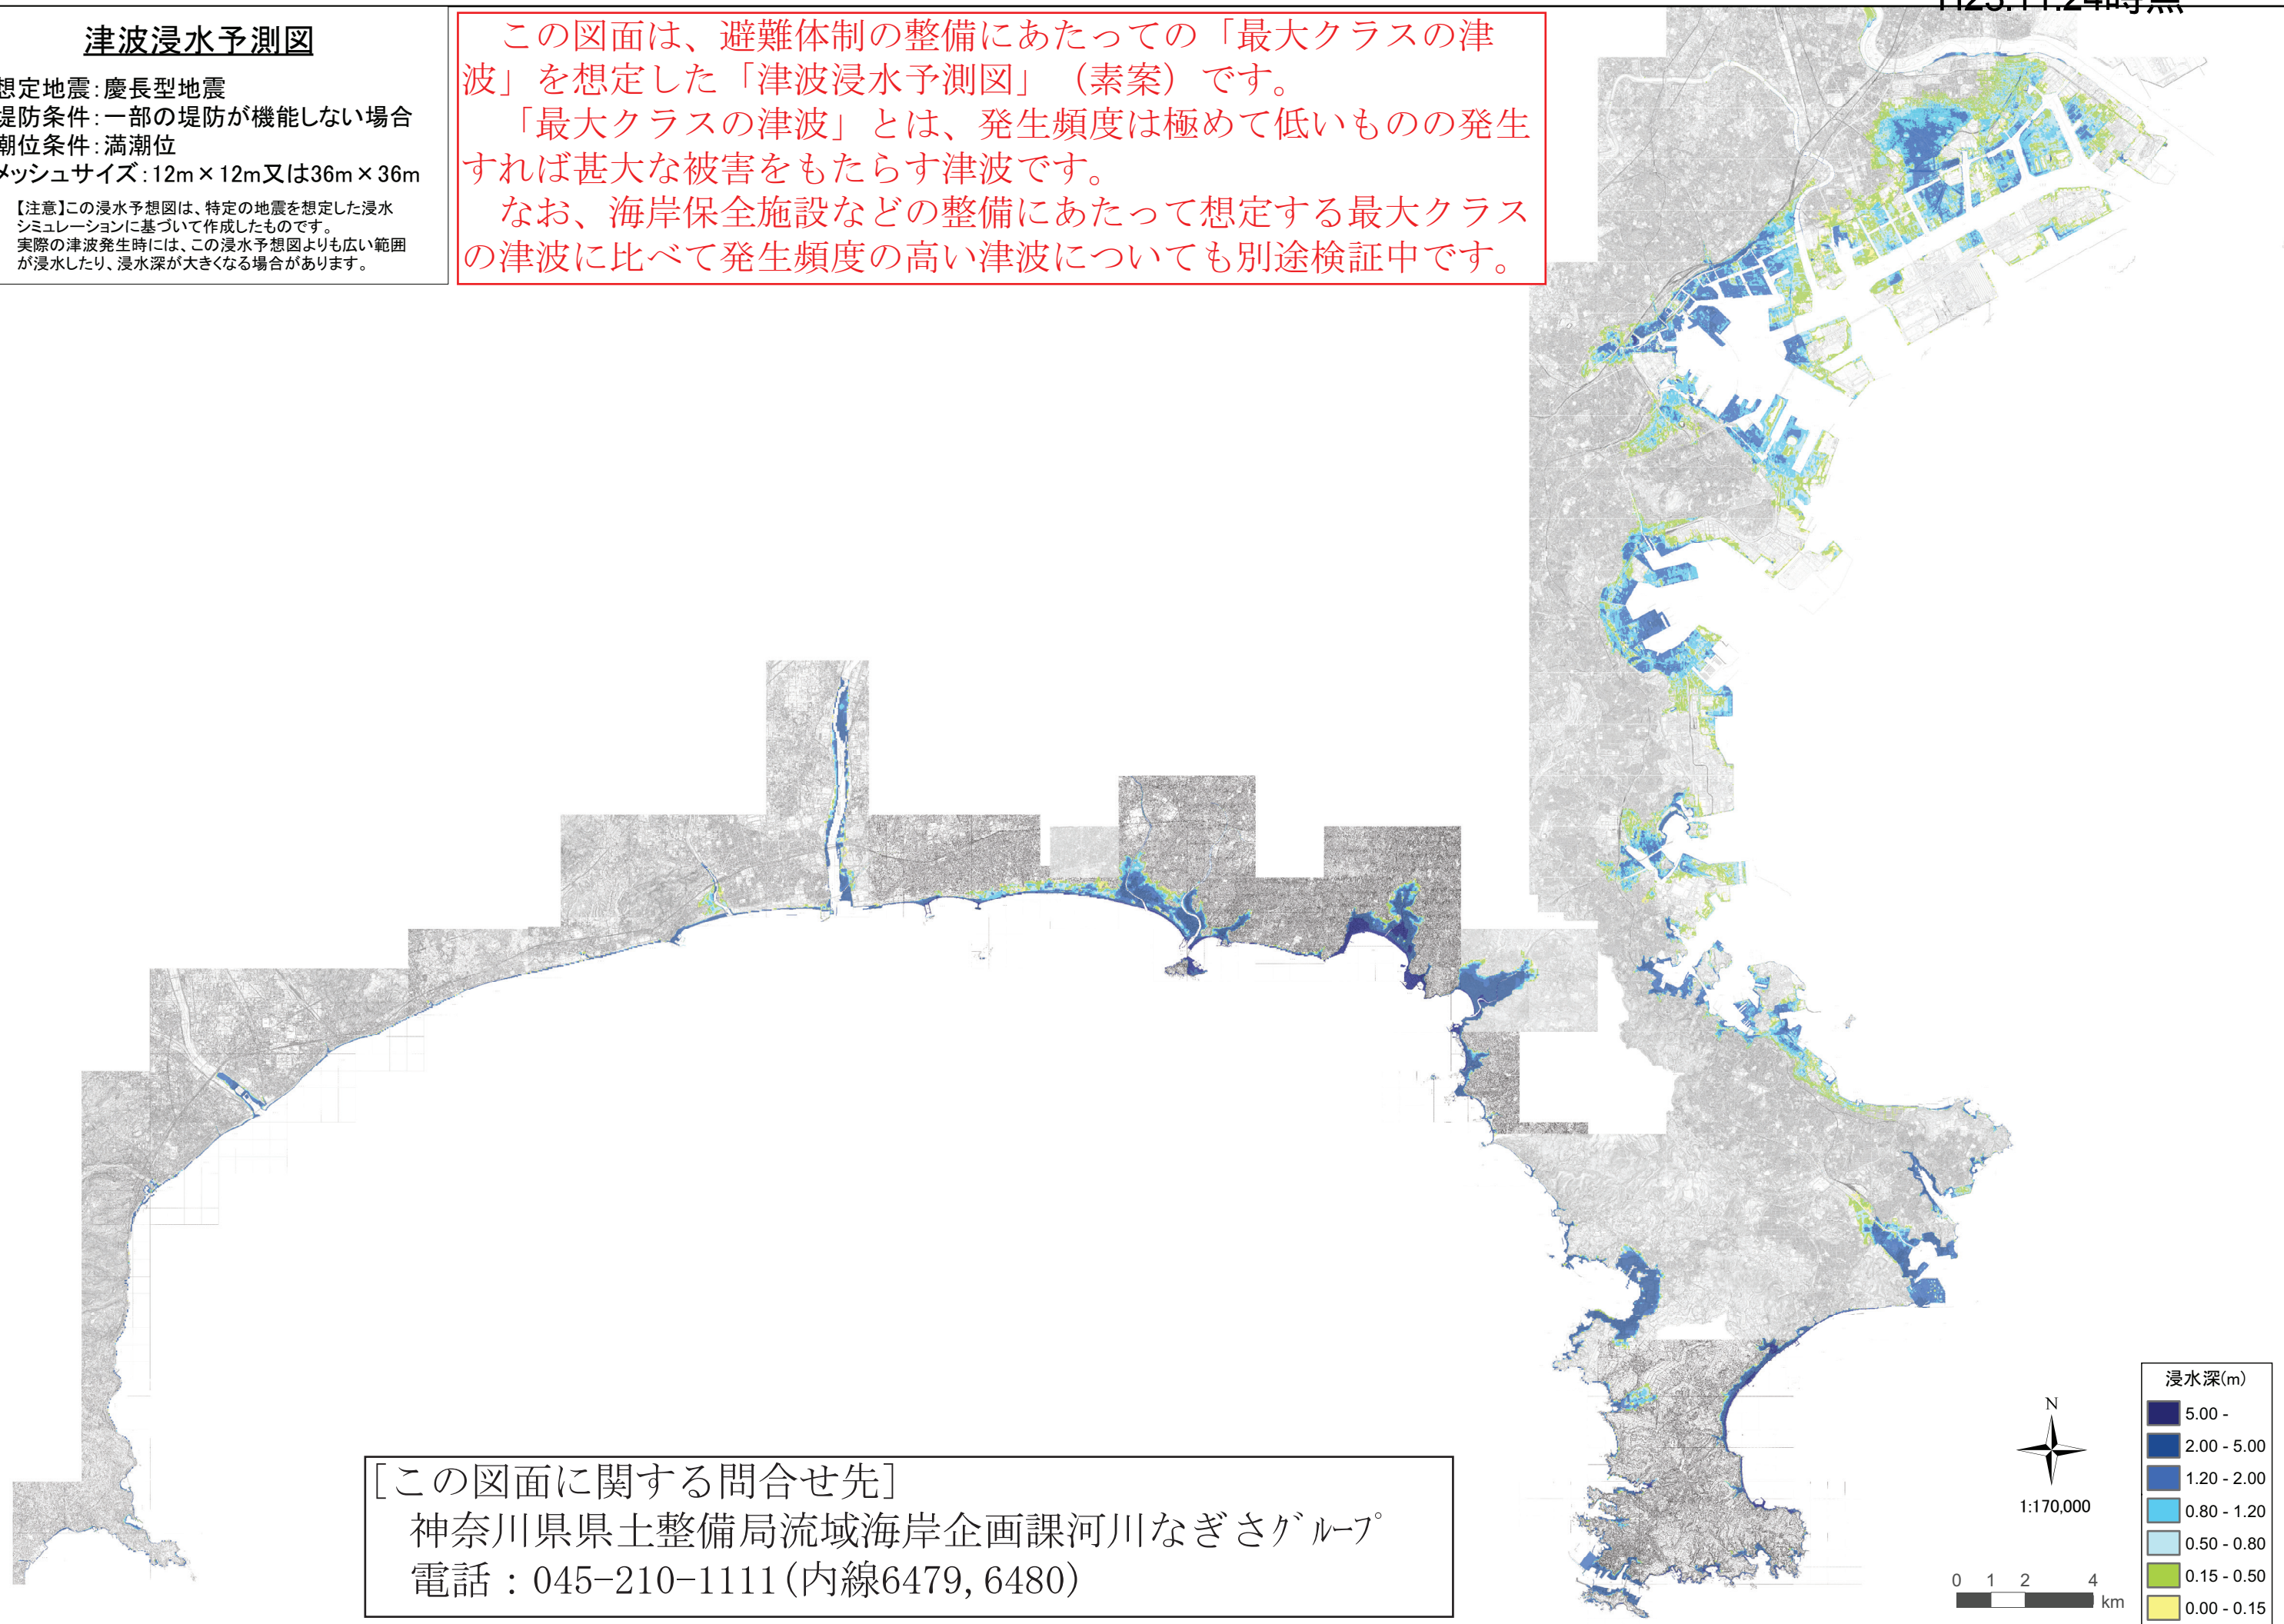 H23.11.24時点
津波浸水予測図
想定地震：慶長型地震
堤防条件：一部の堤防が機能しない場合
潮位条件：満潮位
メッシュサイズ：12m×12m又は36m×36m
【注意】この浸水予想図は、特定の地震を想定した浸水
シミュレーションに基づいて作成したものです。
実際の津波発生時には、この浸水予想図よりも広い範囲
が浸水したり、浸水深が大きくなる場合があります。
この図面は、避難体制の整備にあたっての「最大クラスの津
波」を想定した「津波浸水予測図」（素案）です。
「最大クラスの津波」とは、発生頻度は極めて低いものの発生
すれば甚大な被害をもたらす津波です。
なお、海岸保全施設などの整備にあたって想定する最大クラス
の津波に比べて発生頻度の高い津波についても別途検証中です。
［この図面に関する問合せ先］
神奈川県県土整備局流域海岸企画課河川なぎさｸﾞﾙｰﾌﾟ
電話：045-210-1111(内線6479,6480)
N
1:170,000
0 1 2 4
km
浸水深(m)
5.00 -
2.00 - 5.00
1.20 - 2.00
0.80 - 1.20
0.50 - 0.80
0.15 - 0.50
0.00 - 0.15